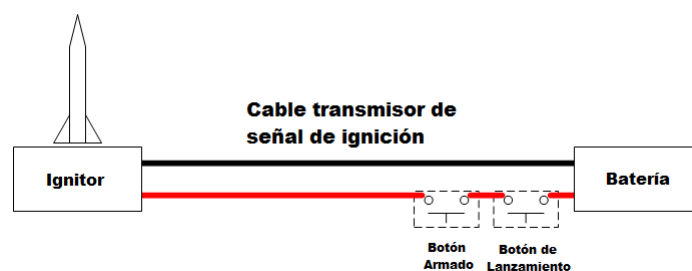 Cable transmisor de
señal de ignición
Ignitor
Batería
Botón
Armado
Botón de
Lanzamiento